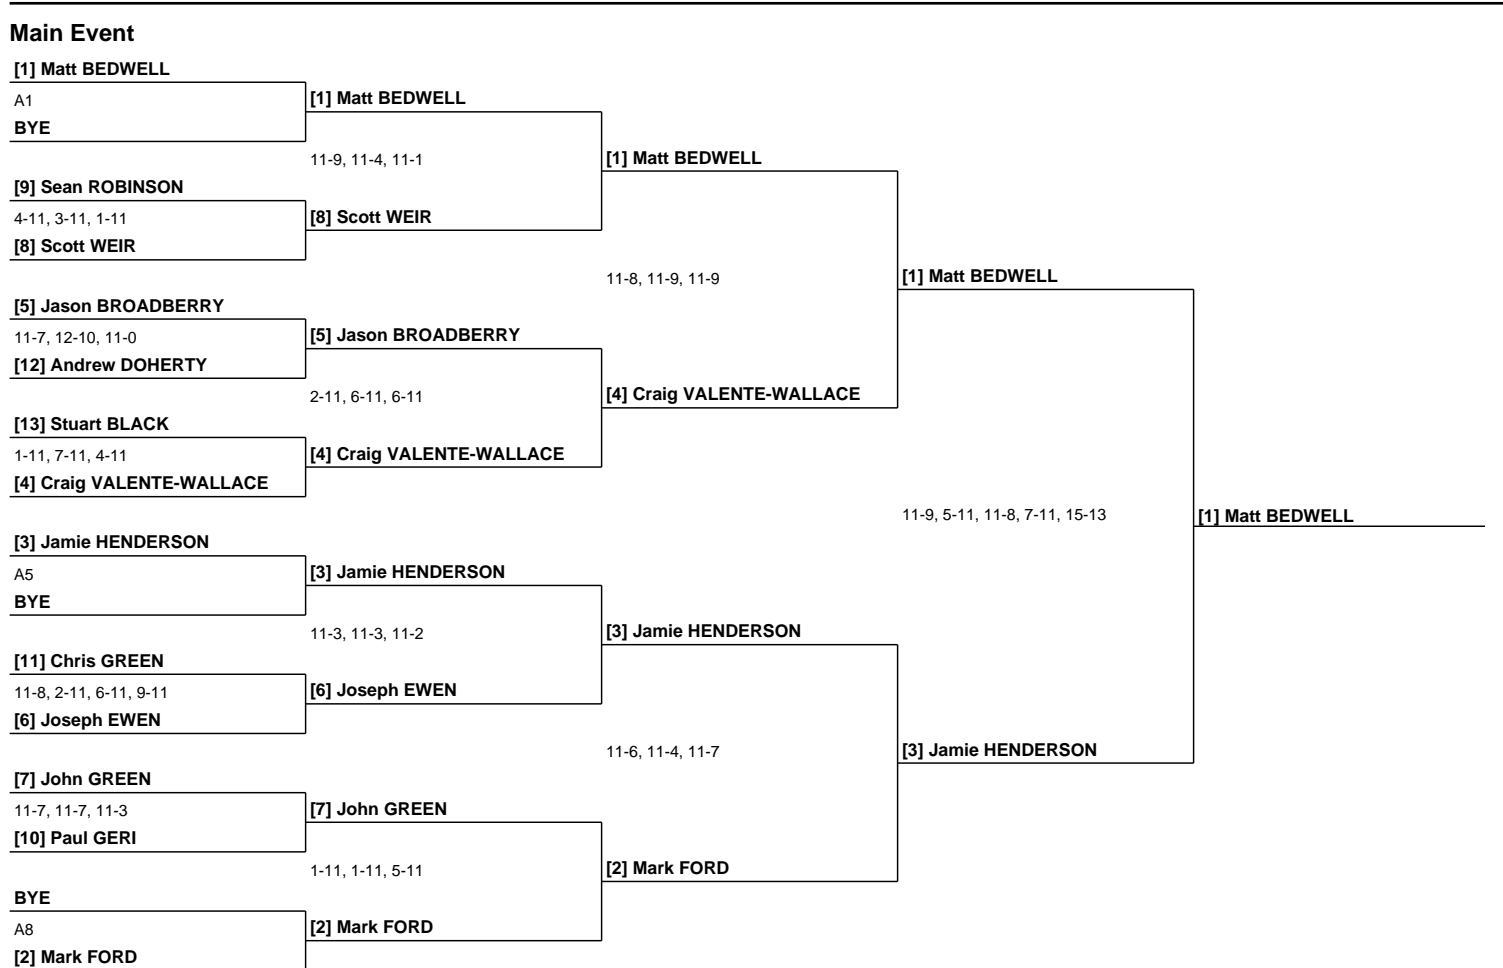 Main Event
[1] Matt BEDWELL
A1
BYE
[9] Sean ROBINSON
4-11, 3-11, 1-11
[8] Scott WEIR
[5] Jason BROADBERRY
11-7, 12-10, 11-0
[12] Andrew DOHERTY
[13] Stuart BLACK
1-11, 7-11, 4-11
[4] Craig VALENTE-WALLACE
[3] Jamie HENDERSON
A5
BYE
[11] Chris GREEN
11-8, 2-11, 6-11, 9-11
[6] Joseph EWEN
[7] John GREEN
11-7, 11-7, 11-3
[10] Paul GERI
BYE
A8
[2] Mark FORD
[1] Matt BEDWELL
11-9, 11-4, 11-1
[8] Scott WEIR
[5] Jason BROADBERRY
2-11, 6-11, 6-11
[4] Craig VALENTE-WALLACE
[3] Jamie HENDERSON
11-3, 11-3, 11-2
[6] Joseph EWEN
[7] John GREEN
1-11, 1-11, 5-11
[2] Mark FORD
[1] Matt BEDWELL
11-8, 11-9, 11-9
[4] Craig VALENTE-WALLACE
[3] Jamie HENDERSON
11-6, 11-4, 11-7
[2] Mark FORD
[1] Matt BEDWELL
11-9, 5-11, 11-8, 7-11, 15-13
[3] Jamie HENDERSON
[1] Matt BEDWELL